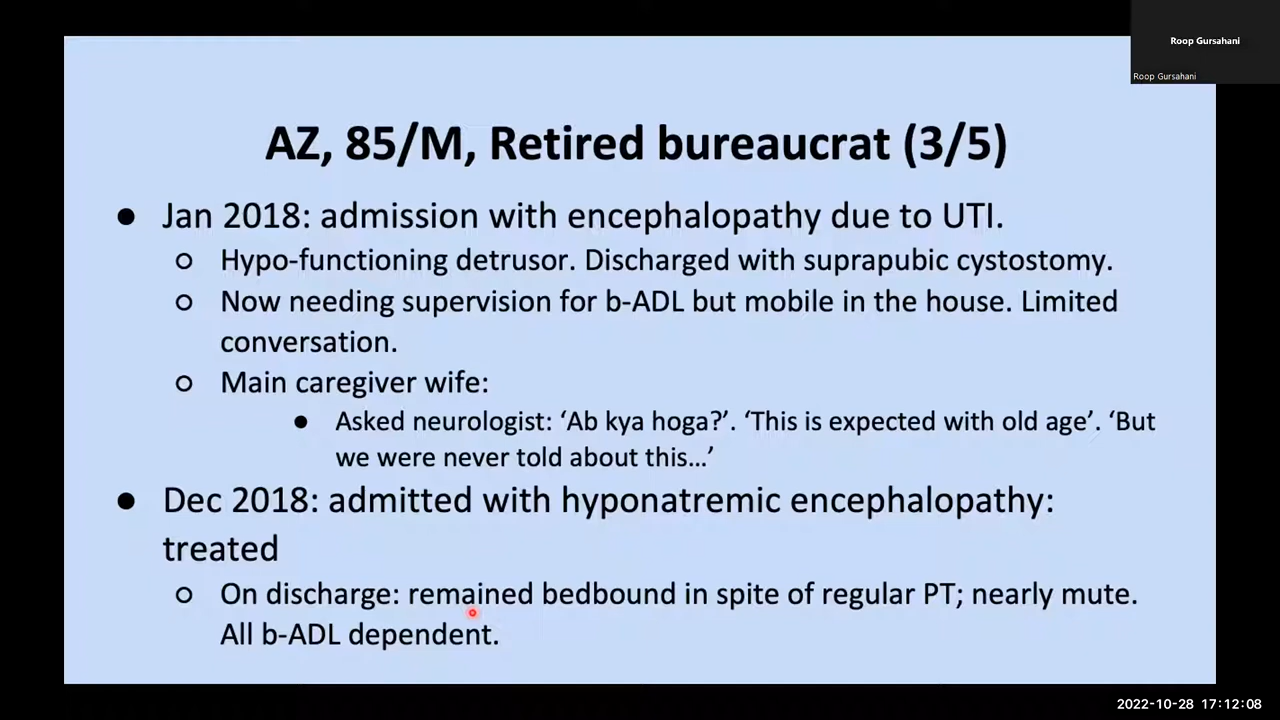 Roop Gursahani
Roop Gursahani
AZ, 85/M, Retired bureaucrat (3/5)
● Jan 2018: admission with encephalopathy due to UTI.
○ Hypo-functioning detrusor. Discharged with suprapubic cystostomy.
○ Now needing supervision for b-ADL but mobile in the house. Limited
conversation.
○ Main caregiver wife:
● Asked neurologist: ‘Ab kya hoga?’. ‘This is expected with old age’. ‘But
we were never told about this…’
● Dec 2018: admitted with hyponatremic encephalopathy:
treated
○ On discharge: remained bedbound in spite of regular PT; nearly mute.
All b-ADL dependent.
2022-10-28 17:12:08